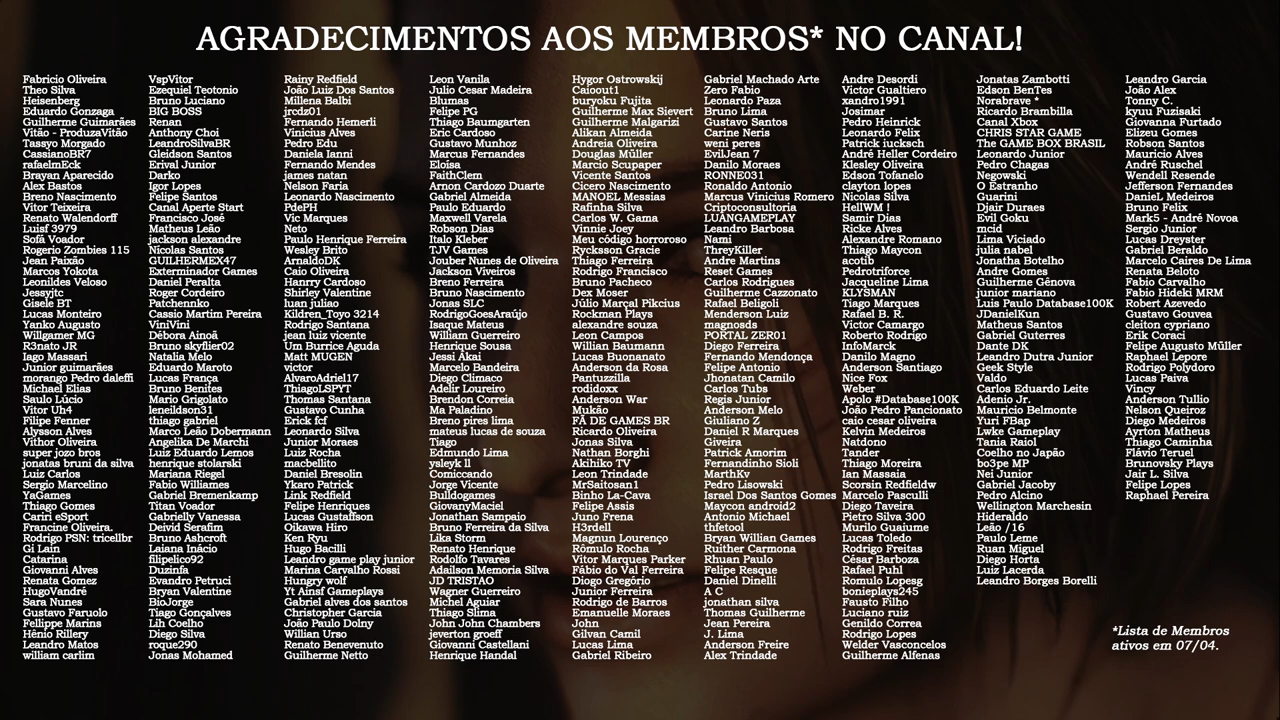 AGRADECIMENTOS AOS MEMBROS* NO CANAL!
Fabricio Oliveira
Theo Silva
Heisenberg
Eduardo Gonzaga
Guilherme Guimarães
Vitão - ProduzaVitão
Tassyo Morgado
CassianoBR7
rafaelmEck
Brayan Aparecido
Alex Bastos
Breno Nascimento
Vitor Teixeira
Renato Walendorff
Luisf 3979
Sofá Voador
Rogerio Zombies 115
Jean Paixão
Marcos Yokota
Leonildes Veloso
Jessyjtc
Gisele BT
Lucas Monteiro
Yanko Augusto
Willgamer MG
R3nato JR
Iago Massari
Junior guimarães
morango Pedro daleffi
Michael Elias
Saulo Lúcio
Vitor Uh4
Filipe Fenner
Alysson Alves
Vithor Oliveira
super jozo bros
jonatas bruni da silva
Luiz Carlos
Sergio Marcelino
YaGames
Thiago Gomes
Cariri eSport
Francine Oliveira.
Rodrigo PSN: tricellbr
Gi Lain
Catarina
Giovanni Alves
Renata Gomez
HugoVandré
Sara Nunes
Gustavo Faruolo
Fellippe Marins
Hênio Rillery
Leandro Matos
william carlim
VspVitor
Ezequiel Teotonio
Bruno Luciano
BIG BOSS
Renan
Anthony Choi
LeandroSilvaBR
Gleidson Santos
Erival Junior
Darko
Igor Lopes
Felipe Santos
Canal Aperte Start
Francisco José
Matheus Melo
jackson alexandre
Nicolas Santos
GUILHERMEX47
Exterminador Games
Daniel Peralta
Roger Cordeiro
Patchenko
Cassio Martim Pereira
ViniVini
Débora Ainoã
Bruno skyflier02
Natalia Melo
Eduardo Maroto
Lucas França
Bruno Benites
Mario Grigolato
leneildson31
thiago gabriel
Marco Leão Dobermann
Angelika De Marchi
Luiz Eduardo Lemos
henrique stolarski
Mariana Riegel
Fabio Williames
Gabriel Bremenkamp
Titan Voador
Gabrielly Vanessa
Deivid Serafim
Bruno Ashcroft
Laiana Inácio
filipelico92
Duzinfa
Evandro Petruci
Bryan Valentine
BioJorge
Tiago Gonçalves
Lih Coelho
Diego Silva
roque290
Jonas Mohamed
Rainy Redfield
João Luiz Dos Santos
Millena Balbi
jrodz01
Fernando Hemerli
Vinicius Alves
Pedro Edu
Daniela Ianni
Fernando Mendes
james natan
Nelson Faria
Leonardo Nascimento
PdePH
Vic Marques
Neto
Paulo Henrique Ferreira
Wesley Brito
ArnaldoDK
Caio Oliveira
Hanrry Cardoso
Shirley Valentine
luan juliao
Kildren_Toyo 3214
Rodrigo Santana
jean luiz vicente
Um Burrice Aguda
Matt MUGEN
victor
AlvaroAdriel17
ThiagoLSPYT
Thomas Santana
Gustavo Cunha
Erick fcf
Leonardo Silva
Junior Moraes
Luiz Rocha
macbellito
Daniel Bresolin
Ykaro Patrick
Link Redfield
Felipe Henriques
Lucas Gustaffson
Oikawa Hiro
Ken Ryu
Hugo Bacilli
Leandro game play junior
Marina Carvalho Rossi
Hungry wolf
Yt Ainsf Gameplays
Gabriel alves dos santos
Christopher Garcia
João Paulo Dolny
Willian Urso
Renato Benevenuto
Guilherme Netto
Leon Vanila
Julio Cesar Madeira
Blumas
Felipe PG
Thiago Baumgarten
Eric Cardoso
Gustavo Munhoz
Marcus Fernandes
Eloisa
FaithClem
Arnon Cardozo Duarte
Gabriel Almeida
Paulo Eduardo
Maxwell Varela
Robson Dias
Italo Kleber
TJV Games
Jouber Nunes de Oliveira
Jackson Viveiros
Breno Ferreira
Bruno Nascimento
Jonas SLC
RodrigoGoesAraújo
Isaque Mateus
William Guerreiro
Henrique Sousa
Jessi Akai
Marcelo Bandeira
Diego Climaco
Adelir Loureiro
Brendon Correia
Ma Paladino
Breno pires lima
mateus lucas de souza
Tiago
Edmundo Lima
ysleyk ll
Comiccando
Jorge Vicente
Bulldogames
GiovanyMaciel
Jonathan Sampaio
Bruno Ferreira da Silva
Lika Storm
Renato Henrique
Rodolfo Tavares
Adailson Memoria Silva
JD TRISTAO
Wagner Guerreiro
Michel Aguiar
Thiago Slima
John John Chambers
jeverton groeff
Giovanni Castellani
Henrique Handal
Hygor Ostrowskij
Caioout1
buryoku Fujita
Guilherme Max Sievert
Guilherme Malgarizi
Alikan Almeida
Andreia Oliveira
Douglas Müller
Marcio Scupaper
Vicente Santos
Cicero Nascimento
MANOEL Messias
Rafinha Silva
Carlos W. Gama
Vinnie Joey
Meu código horroroso
Rycksson Gracie
Thiago Ferreira
Rodrigo Francisco
Bruno Pacheco
Dex Moser
Júlio Marçal Pikcius
Rockman Plays
alexandre souza
Leon Campos
Willian Baumann
Lucas Buonanato
Anderson da Rosa
Pantuzzilla
rodidoxx
Anderson War
Mukão
FÃ DE GAMES BR
Ricardo Oliveira
Jonas Silva
Nathan Borghi
Akihiko TV
Leon Trindade
MrSaitosan1
Binho La-Cava
Felipe Assis
Juno Frena
H3rdell
Magnun Lourenço
Rômulo Rocha
Vitor Marques Parker
Fábio do Val Ferreira
Diogo Gregório
Junior Ferreira
Rodrigo de Barros
Emanuelle Moraes
John
Gilvan Camil
Lucas Lima
Gabriel Ribeiro
Gabriel Machado Arte
Zero Fabio
Leonardo Paza
Bruno Lima
Gustavo Santos
Carine Neris
weni peres
EvilJean 7
Danilo Moraes
RONNE031
Ronaldo Antonio
Marcus Vinicius Romero
Criptoconsultoria
LUANGAMEPLAY
Leandro Barbosa
Nami
ThreyKiller
Andre Martins
Reset Games
Carlos Rodrigues
Guilherme Cazzonato
Rafael Beligoli
Menderson Luiz
magnosds
PORTAL ZER01
Diego Ferreira
Fernando Mendonça
Felipe Antonio
Jhonatan Camilo
Carlos Tubs
Regis Junior
Anderson Melo
Giuliano Z
Daniel R Marques
Giveira
Patrick Amorim
Fernandinho Sioli
MarthKv
Pedro Lisowski
Israel Dos Santos Gomes
Maycon android2
Antonio Michael
thfetool
Bryan Willian Games
Ruither Carmona
Rhuan Paulo
Felipe Resque
Daniel Dinelli
A C
jonathan silva
Thomas Guilherme
Jean Pereira
J. Lima
Anderson Freire
Alex Trindade
Andre Desordi
Victor Gualtiero
xandro1991
josimar
Pedro Heinrick
Leonardo Felix
Patrick iucksch
André Heller Cordeiro
Klesley Oliveira
Edson Tofanelo
clayton lopes
Nicolas Silva
HellWM !
Samir Dias
Ricke Alves
Alexandre Romano
Thiago Maycon
acotib
Pedrotriforce
Jacqueline Lima
KLYSMAN
Tiago Marques
Rafael B. R.
Victor Camargo
Roberto Rodrigo
InfoMarck
Danilo Magno
Anderson Santiago
Nice Fox
Weber
Apolo #Database100K
João Pedro Pancionato
caio cesar oliveira
Kelvin Medeiros
Natdono
Tander
Thiago Moreira
Ian Massaia
Scorsin Redfieldw
Marcelo Pasculli
Diego Taveira
Pietro Silva 300
Murilo Guaiume
Lucas Toledo
Rodrigo Freitas
César Barboza
Rafael Puhl
Romulo Lopesg
bonieplays245
Fausto Filho
Luciano ruiz
Genildo Correa
Rodrigo Lopes
Welder Vasconcelos
Guilherme Alfenas
Jonatas Zambotti
Edson BenTes
Norabrave *
Ricardo Brambilla
Canal Xbox
CHRIS STAR GAME
The GAME BOX BRASIL
Leonardo Junior
Pedro Chagas
Negowski
O Estranho
Guarini
Djair Duraes
Evil Goku
mcid
Lima Viciado
julia nabel
Jonatha Botelho
Andre Gomes
Guilherme Gênova
junior mariano
Luis Paulo Database100K
JDanielKun
Matheus Santos
Gabriel Guterres
Dante DK
Leandro Dutra Junior
Geek Style
Valdo
Carlos Eduardo Leite
Adenio Jr.
Mauricio Belmonte
Yuri FBap
Lwke Gameplay
Tania Raiol
Coelho no Japão
bo3pe MP
Nei Junior
Gabriel Jacoby
Pedro Alcino
Wellington Marchesin
Hideraldo
Leão /16
Paulo Leme
Ruan Miguel
Diego Horta
Luiz Lacerda
Leandro Borges Borelli
Leandro Garcia
João Alex
Tonny C.
kyuu Fuzisaki
Giovanna Furtado
Elizeu Gomes
Robson Santos
Mauricio Alves
André Ruschel
Wendell Resende
Jefferson Fernandes
DanieL Medeiros
Bruno Felix
Mark5 - André Novoa
Sergio Junior
Lucas Dreyster
Gabriel Beraldo
Marcelo Caires De Lima
Renata Beloto
Fabio Carvalho
Fabio Hideki MRM
Robert Azevedo
Gustavo Gouvea
cleiton cypriano
Erik Coraci
Felipe Augusto Müller
Raphael Lepore
Rodrigo Polydoro
Lucas Paiva
Vincy
Anderson Tullio
Nelson Queiroz
Diego Medeiros
Ayrton Matheus
Thiago Caminha
Flávio Teruel
Brunovsky Plays
Jair L. Silva
Felipe Lopes
Raphael Pereira
*Lista de Membros
ativos em 07/04.